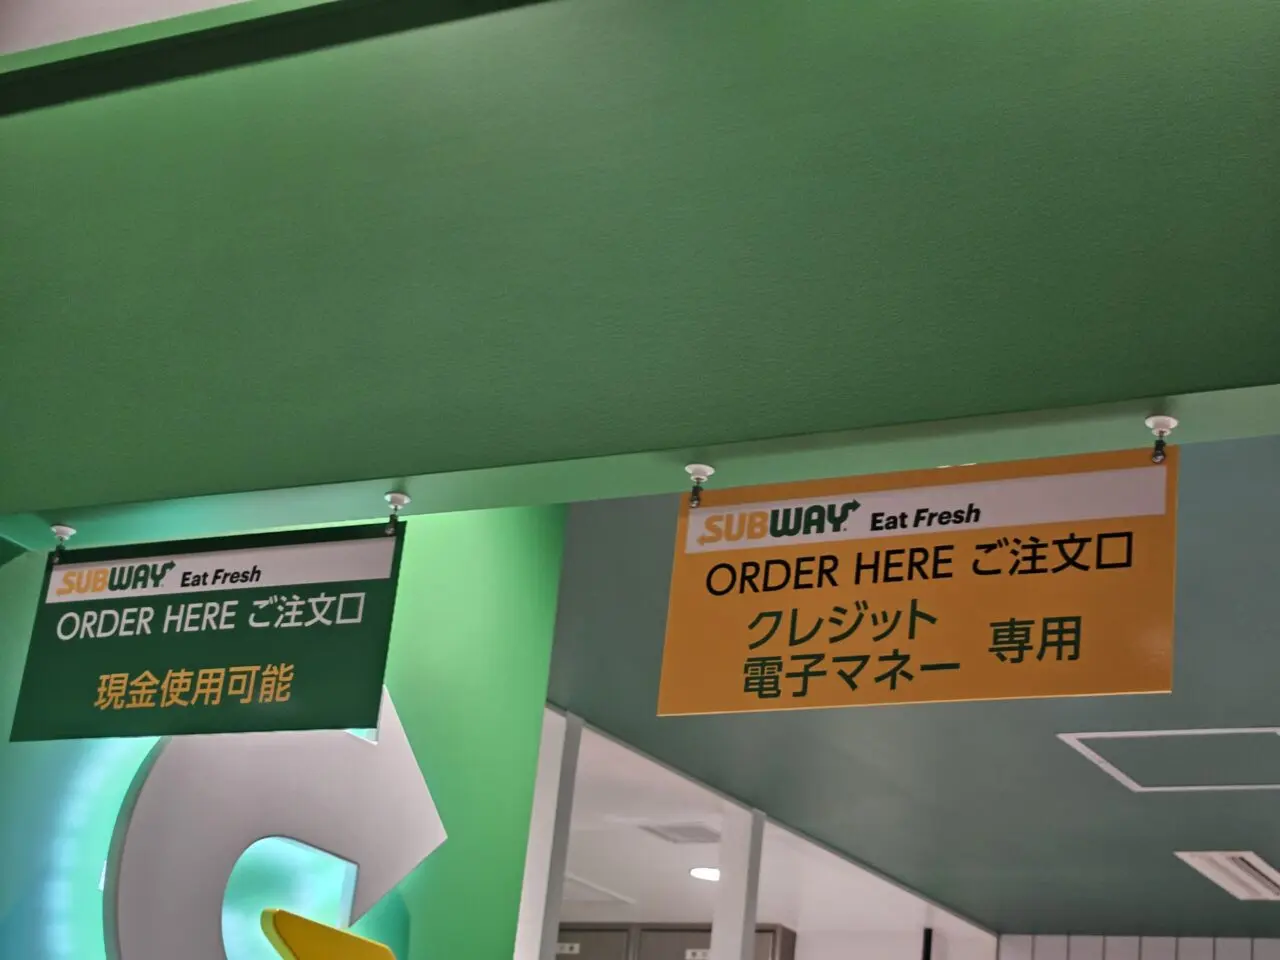 SUBWAY Eat Fresh
ORDER HERE ご注文口
現金使用可能
SUBWAY Eat Fresh
ORDER HERE ご注文口
クレジット
電子マネー 専用